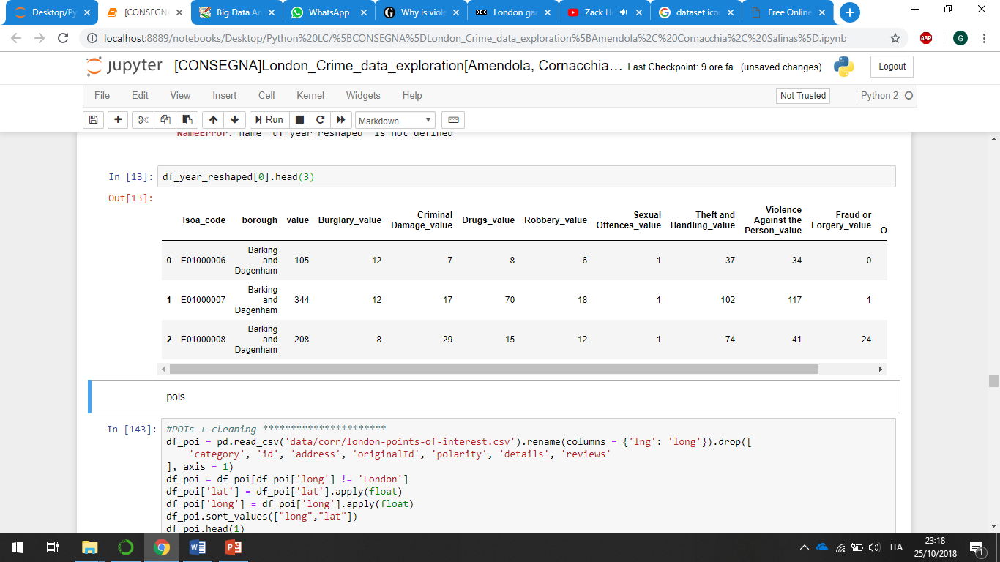 Desktop/Py
[CONSEGNA
Big Data An
WhatsApp
Why is viole
BBC London gan
Zack H
dataset ico
Free Online
localhost:8889/notebooks/Desktop/Python%20LC/%5BCONSEGNA%5DLondon_Crime_data_exploration%5BAmendola%2C%20Cornacchia%2C%20Salinas%5D.ipynb
ABP
G
jupyter [CONSEGNA]London_Crime_data_exploration[Amendola, Cornacchia… Last Checkpoint: 9 ore fa (unsaved changes)
Logout
File Edit View Insert Cell Kernel Widgets Help
Not Trusted
Python 2
Run
Markdown
NameError: name 'df_year_reshaped' is not defined
In [13]: df_year_reshaped[0].head(3)
Out[13]:
lsoa_code borough value Burglary_value Criminal Damage_value Drugs_value Robbery_value Sexual Offences_value Theft and Handling_value Violence Against the Person_value Fraud or Forgery_value O
0 E01000006 Barking and Dagenham 105 12 7 8 6 1 37 34 0
1 E01000007 Barking and Dagenham 344 12 17 70 18 1 102 117 1
2 E01000008 Barking and Dagenham 208 8 29 15 12 1 74 41 24
pois
In [143]: #POIs + cleaning **********************
df_poi = pd.read_csv('data/corr/london-points-of-interest.csv').rename(columns = {'lng': 'long'}).drop([
'category', 'id', 'address', 'originalId', 'polarity', 'details', 'reviews'
], axis = 1)
df_poi = df_poi[df_poi['long'] != 'London']
df_poi['lat'] = df_poi['lat'].apply(float)
df_poi['long'] = df_poi['long'].apply(float)
df_poi.sort_values(["long","lat"])
df_poi.head(1)
ITA
23:18
25/10/2018
1